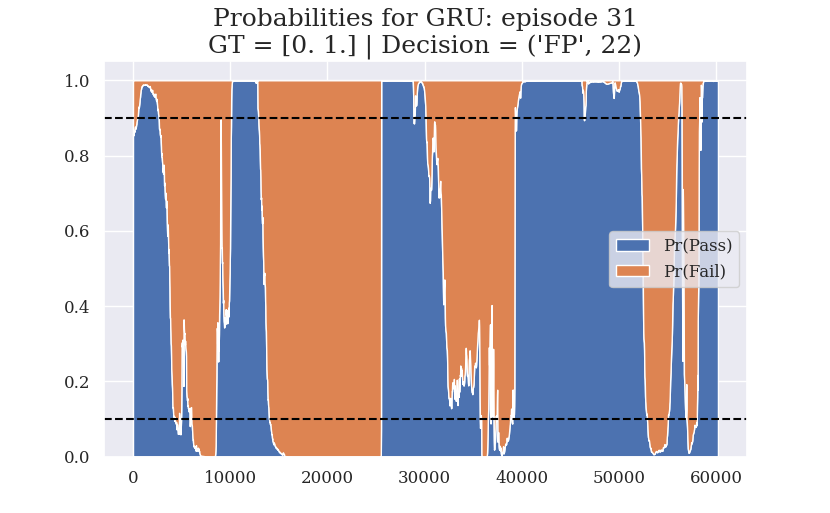 Probabilities for GRU: episode 31
GT = [0. 1.] | Decision = ('FP', 22)
1.0
0.8
0.6
0.4
0.2
0.0
Pr(Pass)
Pr(Fail)
0 10000 20000 30000 40000 50000 60000